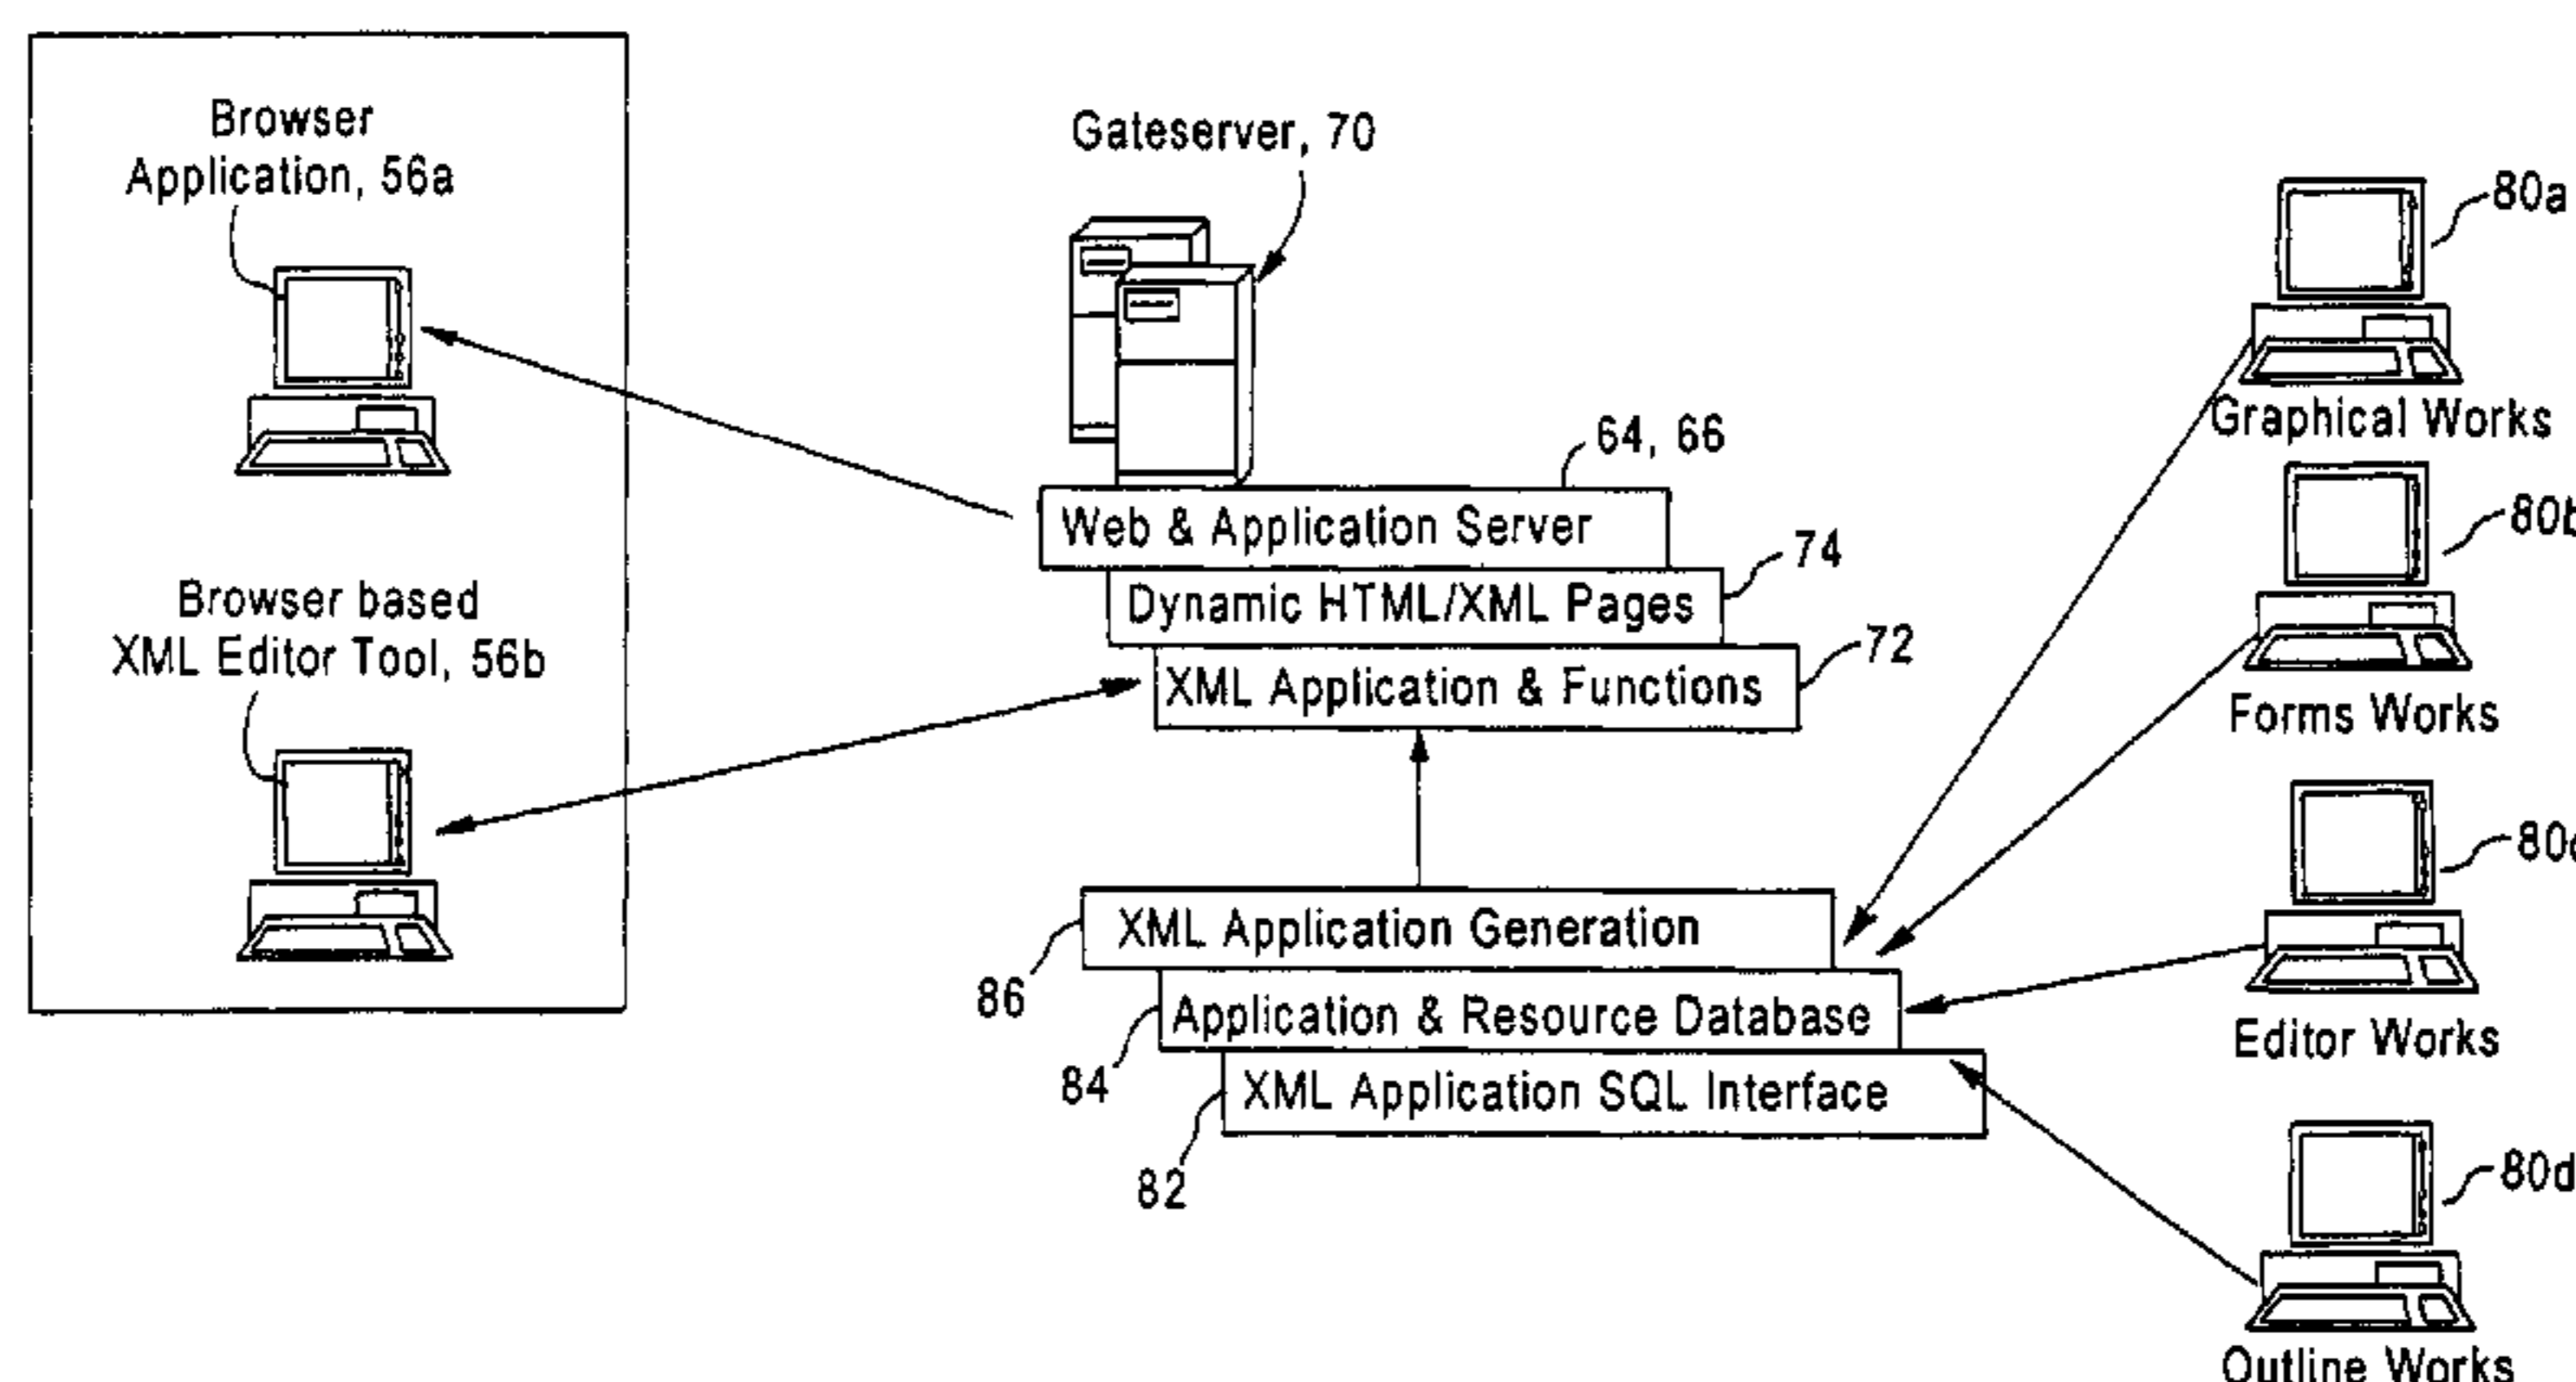 Browser
Application, 56a
Browser based
XML Editor Tool, 56b
Gateserver, 70
64, 66
Web & Application Server
74
Dynamic HTML/XML Pages
72
XML Application & Functions
XML Application Generation
86
Application & Resource Database
84
XML Application SQL Interface
82
80a
Graphical Works
80b
Forms Works
80c
Editor Works
80d
Outline Works